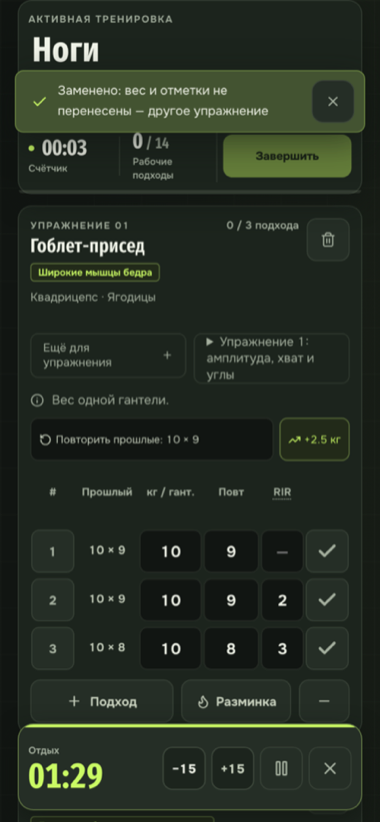 АКТИВНАЯ ТРЕНИРОВКА
Ноги
Заменено: вес и отметки не
перенесены — другое упражнение
00:03
Счётчик
0 / 14
Рабочие
подходы
Завершить
УПРАЖНЕНИЕ 01
0 / 3 подхода
Гоблет-присед
Широкие мышцы бедра
Квадрицепс · Ягодицы
Ещё для
упражнения
+
▶ Упражнение 1:
амплитуда, хват и
углы
Вес одной гантели.
Повторить прошлые: 10 × 9
+2.5 кг
# Прошлый кг / гант. Повт RIR
1 10 × 9 10 9 —
2 10 × 9 10 9 2
3 10 × 8 10 8 3
+ Подход
Разминка
—
Отдых
01:29
−15
+15